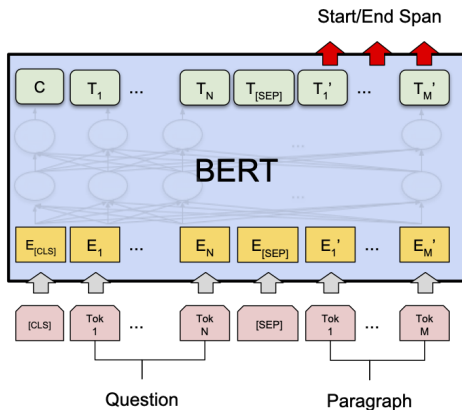 Start/End Span
C T1 ... TN T[SEP] T1' ... TM'
...
BERT
...
E[CLS] E1 ... EN E[SEP] E1' ... EM'
[CLS] Tok 1 ... Tok N [SEP] Tok 1 ... Tok M
Question Paragraph